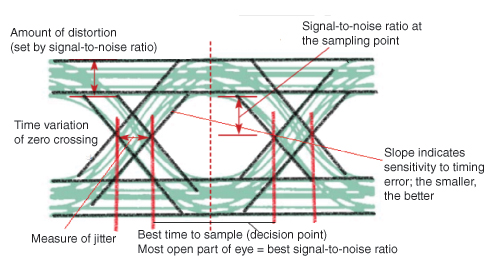 Amount of distortion
(set by signal-to-noise ratio)
Signal-to-noise ratio at
the sampling point
Time variation
of zero crossing
Slope indicates
sensitivity to timing
error; the smaller,
the better
Measure of jitter
Best time to sample (decision point)
Most open part of eye = best signal-to-noise ratio